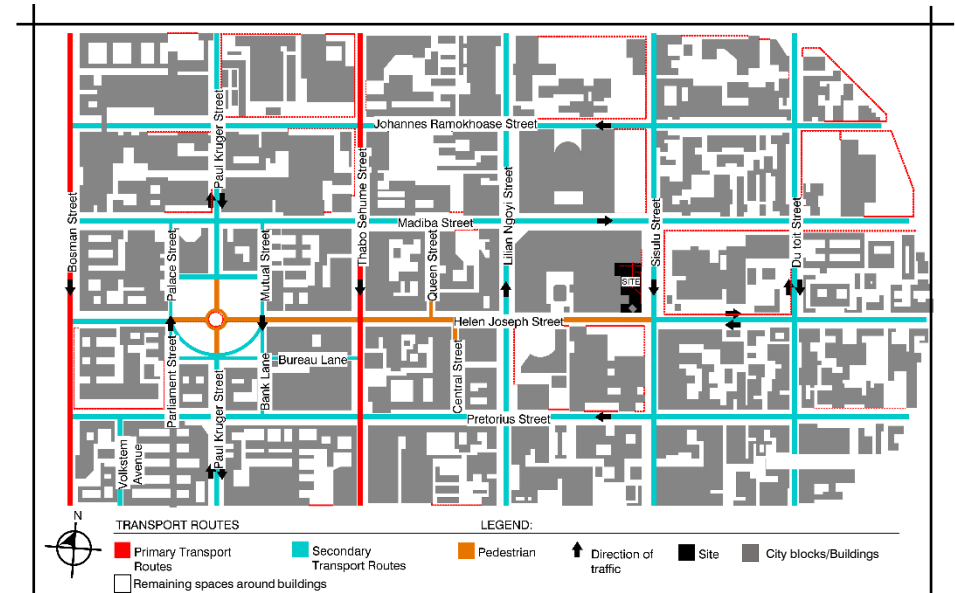 Paul Kruger Street
Johannes Ramokhoase Street
Bosman Street
Thabo Sehume Street
Lilian Ngoyi Street
Sisulu Street
Du toit Street
Madiba Street
Palace Street
Mutual Street
Queen Street
SITE
Helen Joseph Street
Parliament Street
Bank Lane
Bureau Lane
Central Street
Paul Kruger Street
Pretorius Street
Volkstem
Avenue
N
TRANSPORT ROUTES
LEGEND:
Primary Transport
Routes
Secondary
Transport Routes
Pedestrian
Direction of
traffic
Site
City blocks/Buildings
Remaining spaces around buildings